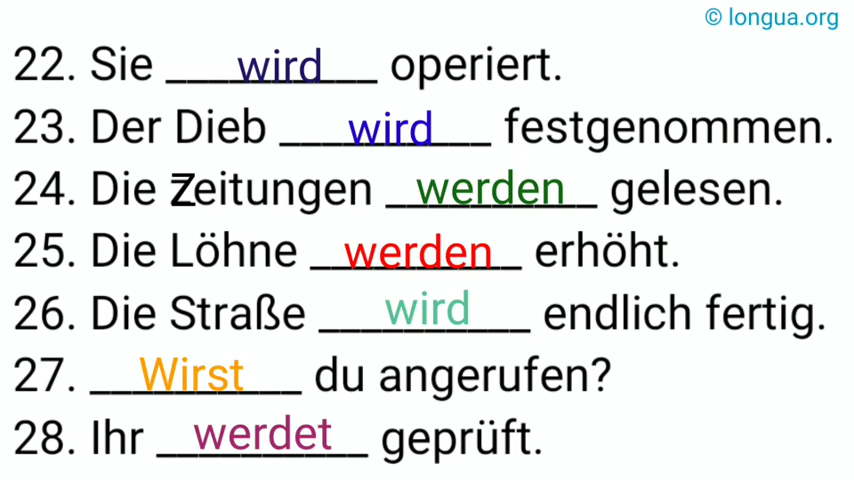 © longua.org
22. Sie wird operiert.
23. Der Dieb wird festgenommen.
24. Die Zeitungen werden gelesen.
25. Die Löhne werden erhöht.
26. Die Straße wird endlich fertig.
27. Wirst du angerufen?
28. Ihr werdet geprüft.